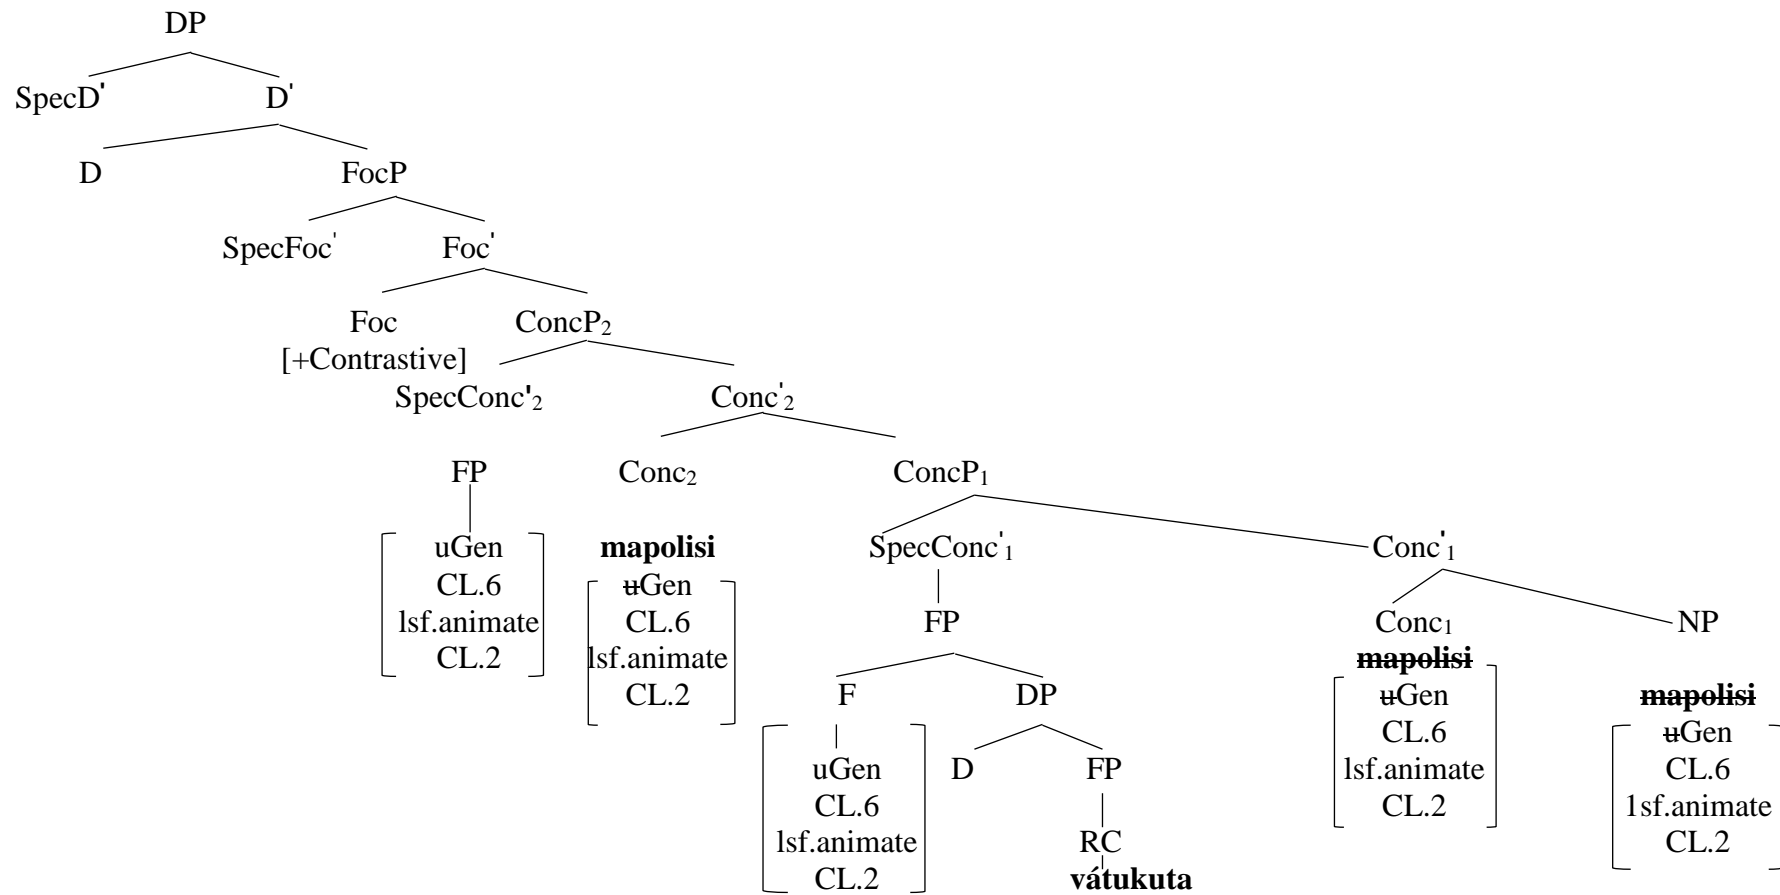 DP
SpecD' D'
D FocP
SpecFoc' Foc'
Foc ConcP₂
[+Contrastive]
SpecConc'₂ Conc'₂
FP Conc₂ ConcP₁
uGen mapolisi SpecConc'₁ Conc'₁
CL.6 uGen
lsf.animate CL.6 FP Conc₁ NP
CL.2 lsf.animate mapolisi
CL.2 F DP uGen mapolisi
CL.6 uGen
uGen D FP lsf.animate CL.6
CL.6 CL.2 1sf.animate
lsf.animate RC CL.2
CL.2 vátukuta